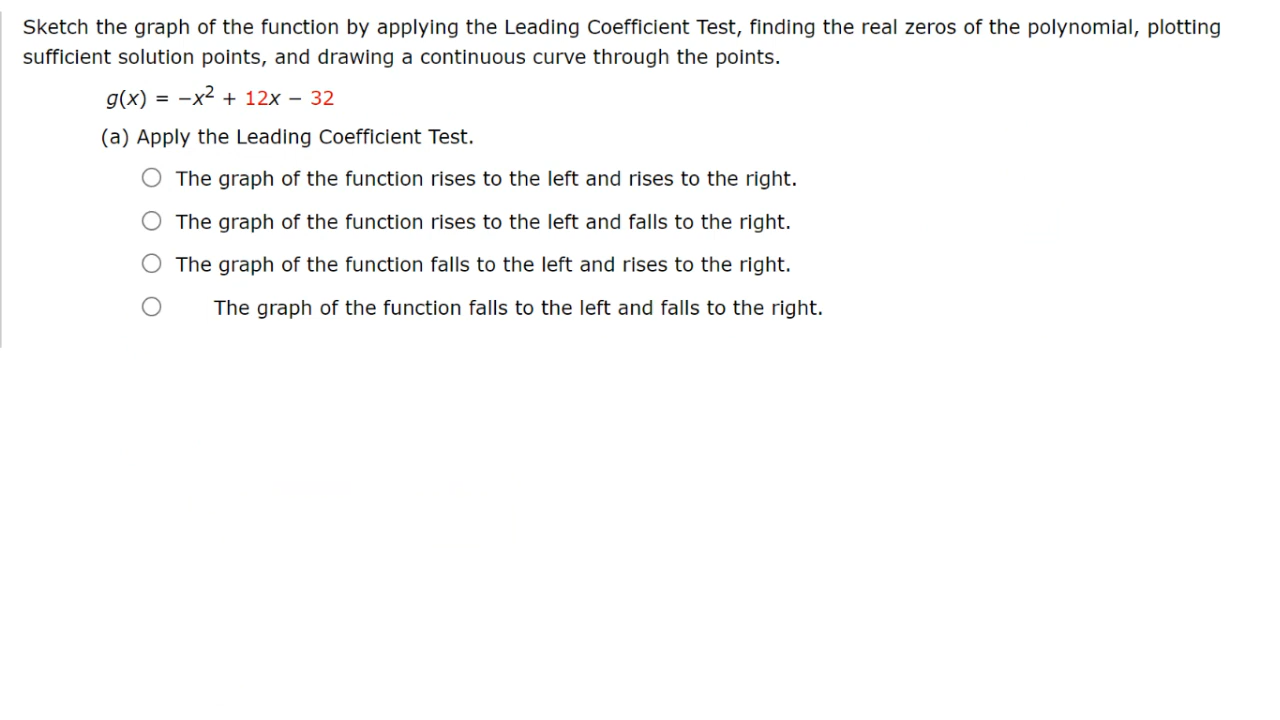 Sketch the graph of the function by applying the Leading Coefficient Test, finding the real zeros of the polynomial, plotting
sufficient solution points, and drawing a continuous curve through the points.
g(x) = −x² + 12x − 32
(a) Apply the Leading Coefficient Test.
The graph of the function rises to the left and rises to the right.
The graph of the function rises to the left and falls to the right.
The graph of the function falls to the left and rises to the right.
The graph of the function falls to the left and falls to the right.